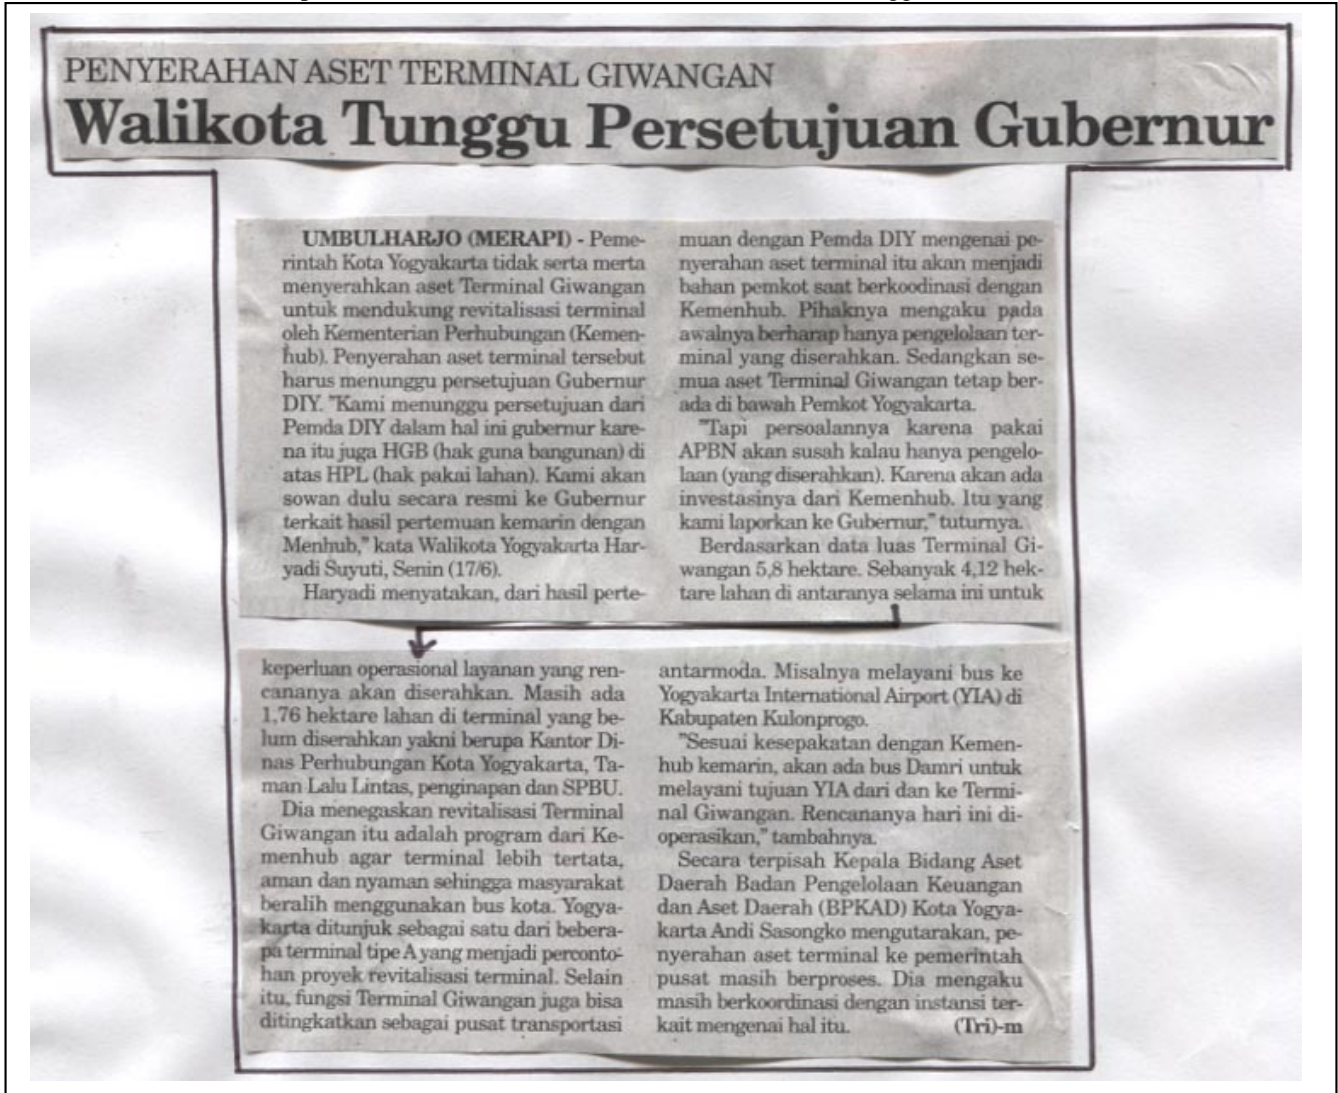 PENYERAHAN ASET TERMINAL GIWANGAN
Walikota Tunggu Persetujuan Gubernur
UMBULHARJO (MERAPI) - Peme-
rintah Kota Yogyakarta tidak serta merta
menyerahkan aset Terminal Giwangan
untuk mendukung revitalisasi terminal
oleh Kementerian Perhubungan (Kemen-
hub). Penyerahan aset terminal tersebut
harus menunggu persetujuan Gubernur
DIY. "Kami menunggu persetujuan dari
Pemda DIY dalam hal ini gubernur kare-
na itu juga HGB (hak guna bangunan) di
atas HPL (hak pakai lahan). Kami akan
sowan dulu secara resmi ke Gubernur
terkait hasil pertemuan kemarin dengan
Menhub," kata Walikota Yogyakarta Har-
yadi Suyuti, Senin (17/6).
Haryadi menyatakan, dari hasil perte-
muan dengan Pemda DIY mengenai pe-
nyerahan aset terminal itu akan menjadi
bahan pemkot saat berkoodinasi dengan
Kemenhub. Pihaknya mengaku pada
awalnya berharap hanya pengelolaan ter-
minal yang diserahkan. Sedangkan se-
mua aset Terminal Giwangan tetap ber-
ada di bawah Pemkot Yogyakarta.
"Tapi persoalannya karena pakai
APBN akan susah kalau hanya pengelo-
laan (yang diserahkan). Karena akan ada
investasinya dari Kemenhub. Itu yang
kami laporkan ke Gubernur," tuturnya.
Berdasarkan data luas Terminal Gi-
wangan 5,8 hektare. Sebanyak 4,12 hek-
tare lahan di antaranya selama ini untuk
keperluan operasional layanan yang ren-
cananya akan diserahkan. Masih ada
1,76 hektare lahan di terminal yang be-
lum diserahkan yakni berupa Kantor Di-
nas Perhubungan Kota Yogyakarta, Ta-
man Lalu Lintas, penginapan dan SPBU.
Dia menegaskan revitalisasi Terminal
Giwangan itu adalah program dari Ke-
menhub agar terminal lebih tertata,
aman dan nyaman sehingga masyarakat
beralih menggunakan bus kota. Yogya-
karta ditunjuk sebagai satu dari bebera-
pa terminal tipe A yang menjadi perconto-
han proyek revitalisasi terminal. Selain
itu, fungsi Terminal Giwangan juga bisa
ditingkatkan sebagai pusat transportasi
antarmoda. Misalnya melayani bus ke
Yogyakarta International Airport (YIA) di
Kabupaten Kulonprogo.
"Sesuai kesepakatan dengan Kemen-
hub kemarin, akan ada bus Damri untuk
melayani tujuan YIA dari dan ke Termi-
nal Giwangan. Rencananya hari ini di-
operasikan," tambahnya.
Secara terpisah Kepala Bidang Aset
Daerah Badan Pengelolaan Keuangan
dan Aset Daerah (BPKAD) Kota Yogya-
karta Andi Sasongko mengutarakan, pe-
nyerahan aset terminal ke pemerintah
pusat masih berproses. Dia mengaku
masih berkoordinasi dengan instansi ter-
kait mengenai hal itu. (Tri)-m